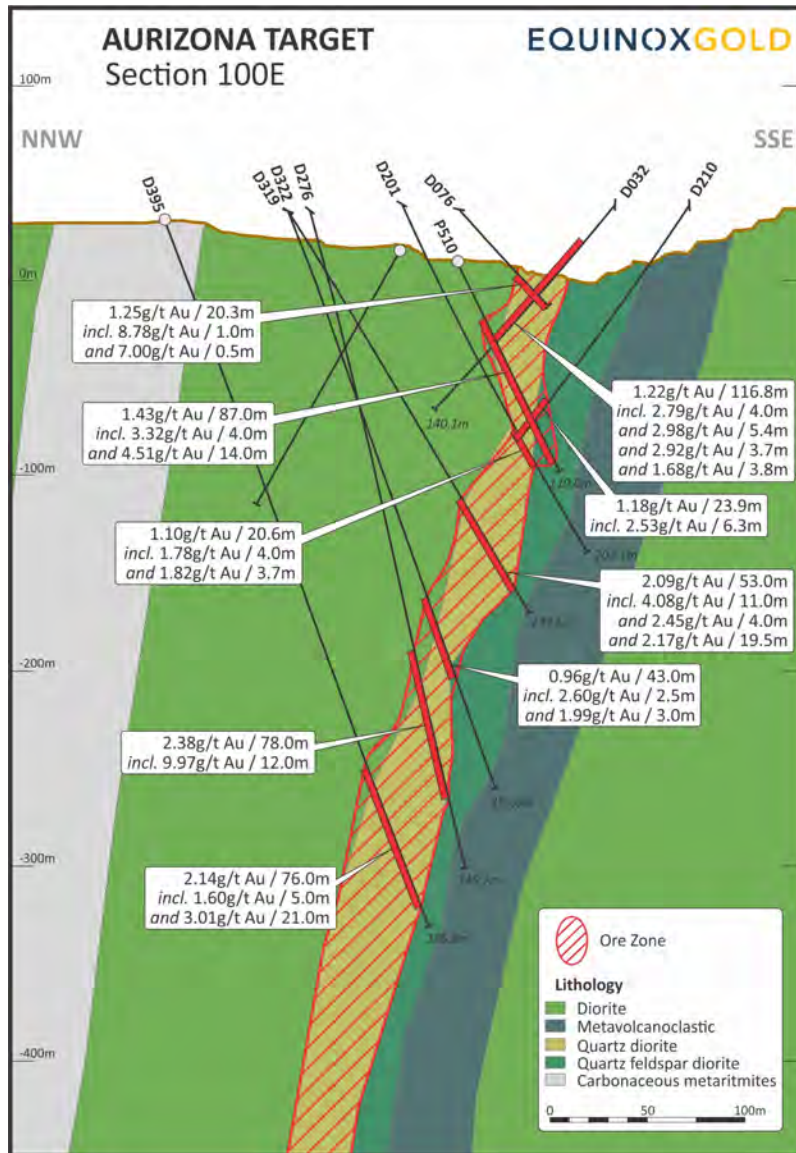 AURIZONA TARGET
Section 100E
EQUINOXGOLD
100m
NNW
SSE
D395
D319
D322
D276
D201
D076
P510
D032
D210
0m
1.25g/t Au / 20.3m
incl. 8.78g/t Au / 1.0m
and 7.00g/t Au / 0.5m
1.43g/t Au / 87.0m
incl. 3.32g/t Au / 4.0m
and 4.51g/t Au / 14.0m
140.1m
1.22g/t Au / 116.8m
incl. 2.79g/t Au / 4.0m
and 2.98g/t Au / 5.4m
and 2.92g/t Au / 3.7m
and 1.68g/t Au / 3.8m
-100m
1.18g/t Au / 23.9m
incl. 2.53g/t Au / 6.3m
1.10g/t Au / 20.6m
incl. 1.78g/t Au / 4.0m
and 1.82g/t Au / 3.7m
2.09g/t Au / 53.0m
incl. 4.08g/t Au / 11.0m
and 2.45g/t Au / 4.0m
and 2.17g/t Au / 19.5m
-200m
0.96g/t Au / 43.0m
incl. 2.60g/t Au / 2.5m
and 1.99g/t Au / 3.0m
2.38g/t Au / 78.0m
incl. 9.97g/t Au / 12.0m
-300m
2.14g/t Au / 76.0m
incl. 1.60g/t Au / 5.0m
and 3.01g/t Au / 21.0m
Ore Zone
Lithology
Diorite
Metavolcanoclastic
Quartz diorite
Quartz feldspar diorite
Carbonaceous metaritmites
0 50 100m
-400m